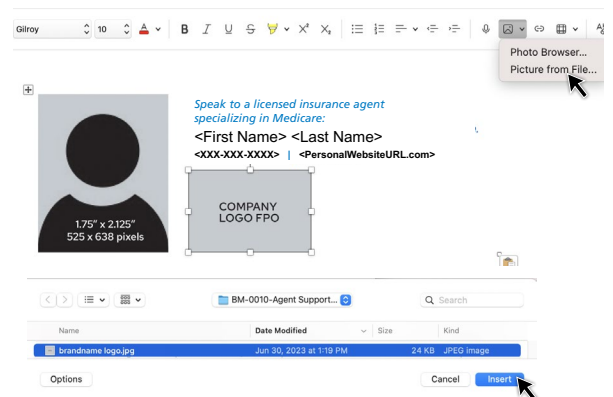 Gilroy 10 A B I U S X² X₂
Photo Browser...
Picture from File...
Speak to a licensed insurance agent
specializing in Medicare:
<First Name> <Last Name>
<XXX-XXX-XXXX> | <PersonalWebsiteURL.com>
COMPANY
LOGO FPO
1.75” x 2.125”
525 x 638 pixels
BM-0010-Agent Support... Search
Name Date Modified Size Kind
brandname logo.jpg Jun 30, 2023 at 1:19 PM 24 KB JPEG image
Options Cancel Insert